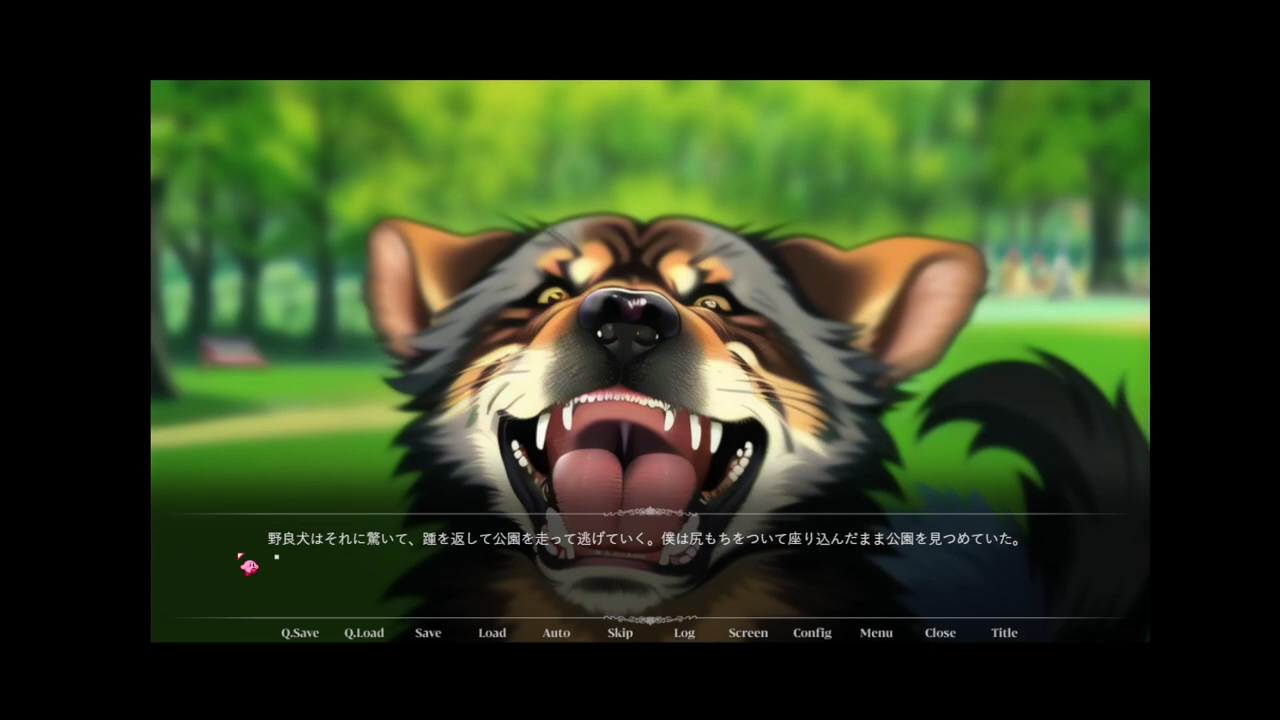 野良犬はそれに驚いて、踵を返して公園を走って逃げていく。僕は尻もちをついて座り込んだまま公園を見つめていた。
Q.Save Q.Load Save Load Auto Skip Log Screen Config Menu Close Title